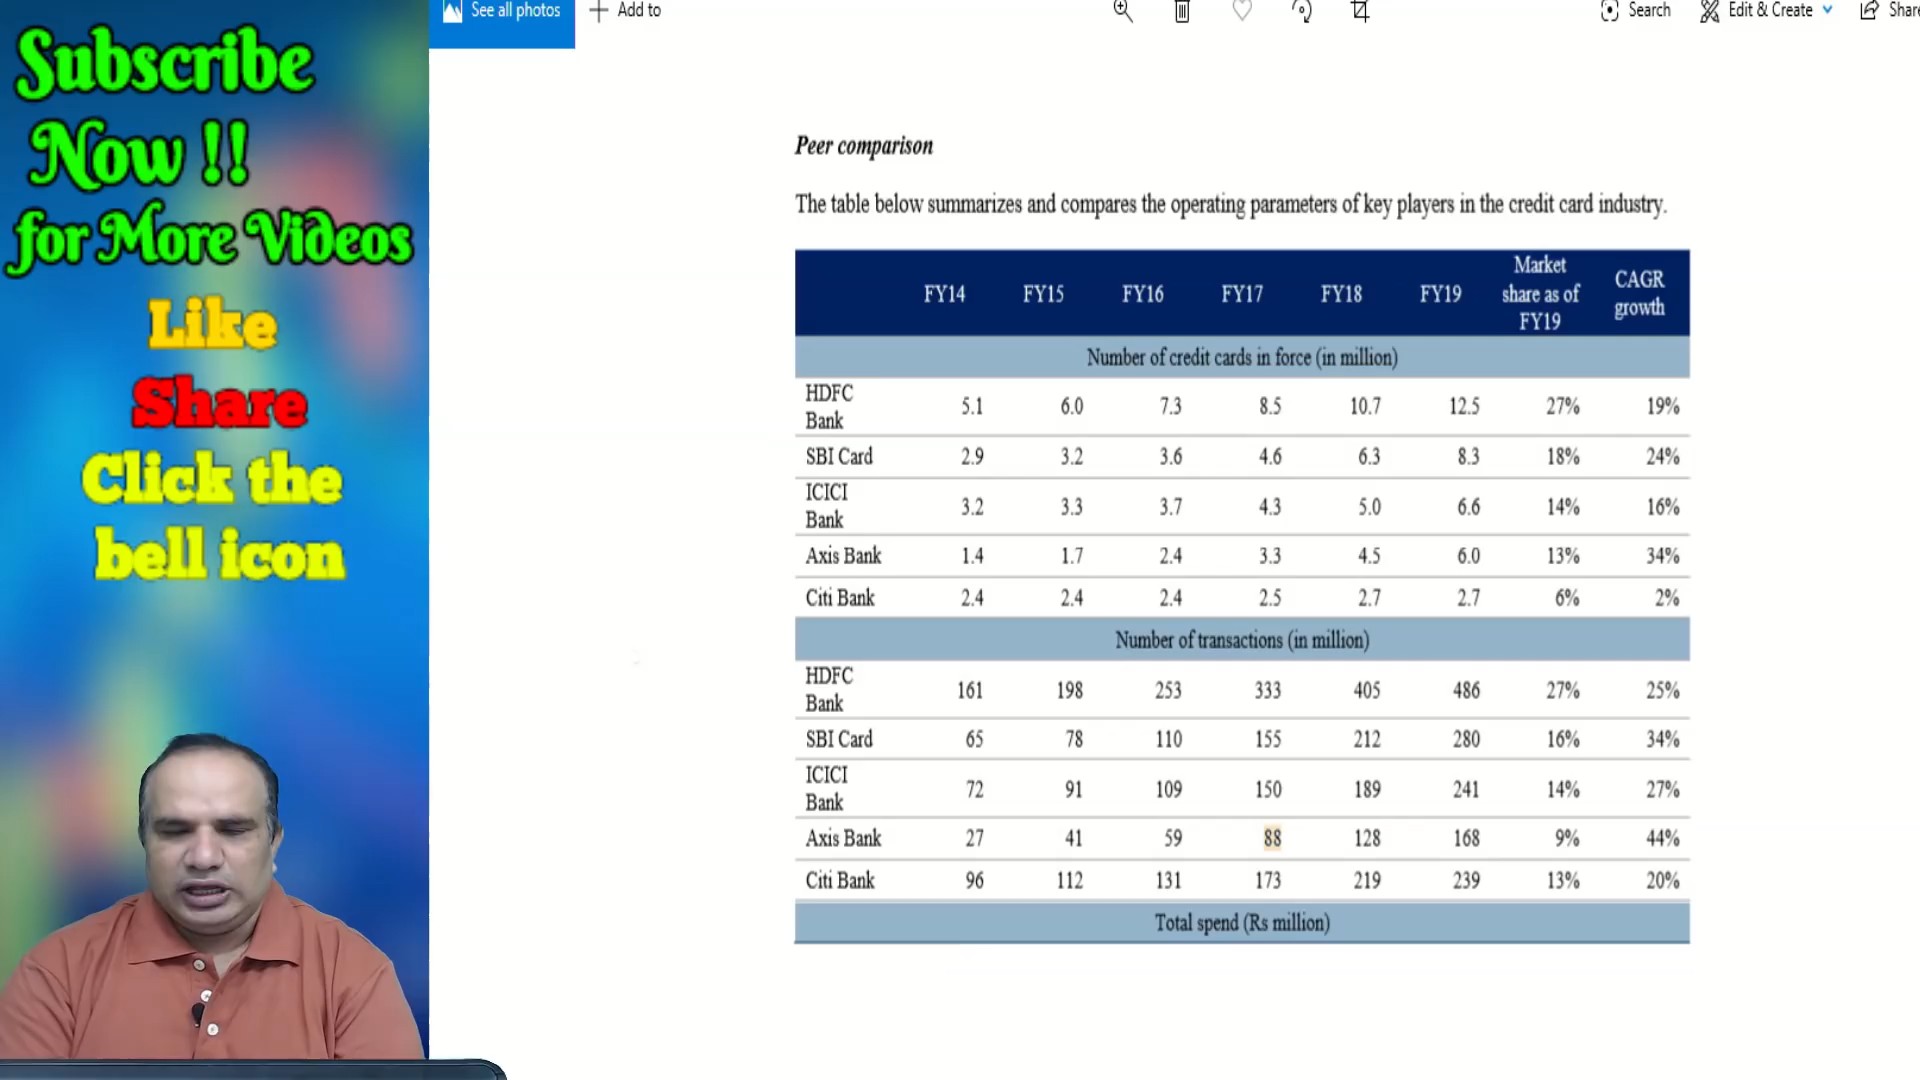 See all photos
Add to
Search
Edit & Create
Share
Subscribe
Now !!
for More Videos
Like
Share
Click the
bell icon
Peer comparison
The table below summarizes and compares the operating parameters of key players in the credit card industry.
FY14 FY15 FY16 FY17 FY18 FY19 Market share as of FY19 CAGR growth
Number of credit cards in force (in million)
HDFC Bank 5.1 6.0 7.3 8.5 10.7 12.5 27% 19%
SBI Card 2.9 3.2 3.6 4.6 6.3 8.3 18% 24%
ICICI Bank 3.2 3.3 3.7 4.3 5.0 6.6 14% 16%
Axis Bank 1.4 1.7 2.4 3.3 4.5 6.0 13% 34%
Citi Bank 2.4 2.4 2.4 2.5 2.7 2.7 6% 2%
Number of transactions (in million)
HDFC Bank 161 198 253 333 405 486 27% 25%
SBI Card 65 78 110 155 212 280 16% 34%
ICICI Bank 72 91 109 150 189 241 14% 27%
Axis Bank 27 41 59 88 128 168 9% 44%
Citi Bank 96 112 131 173 219 239 13% 20%
Total spend (Rs million)